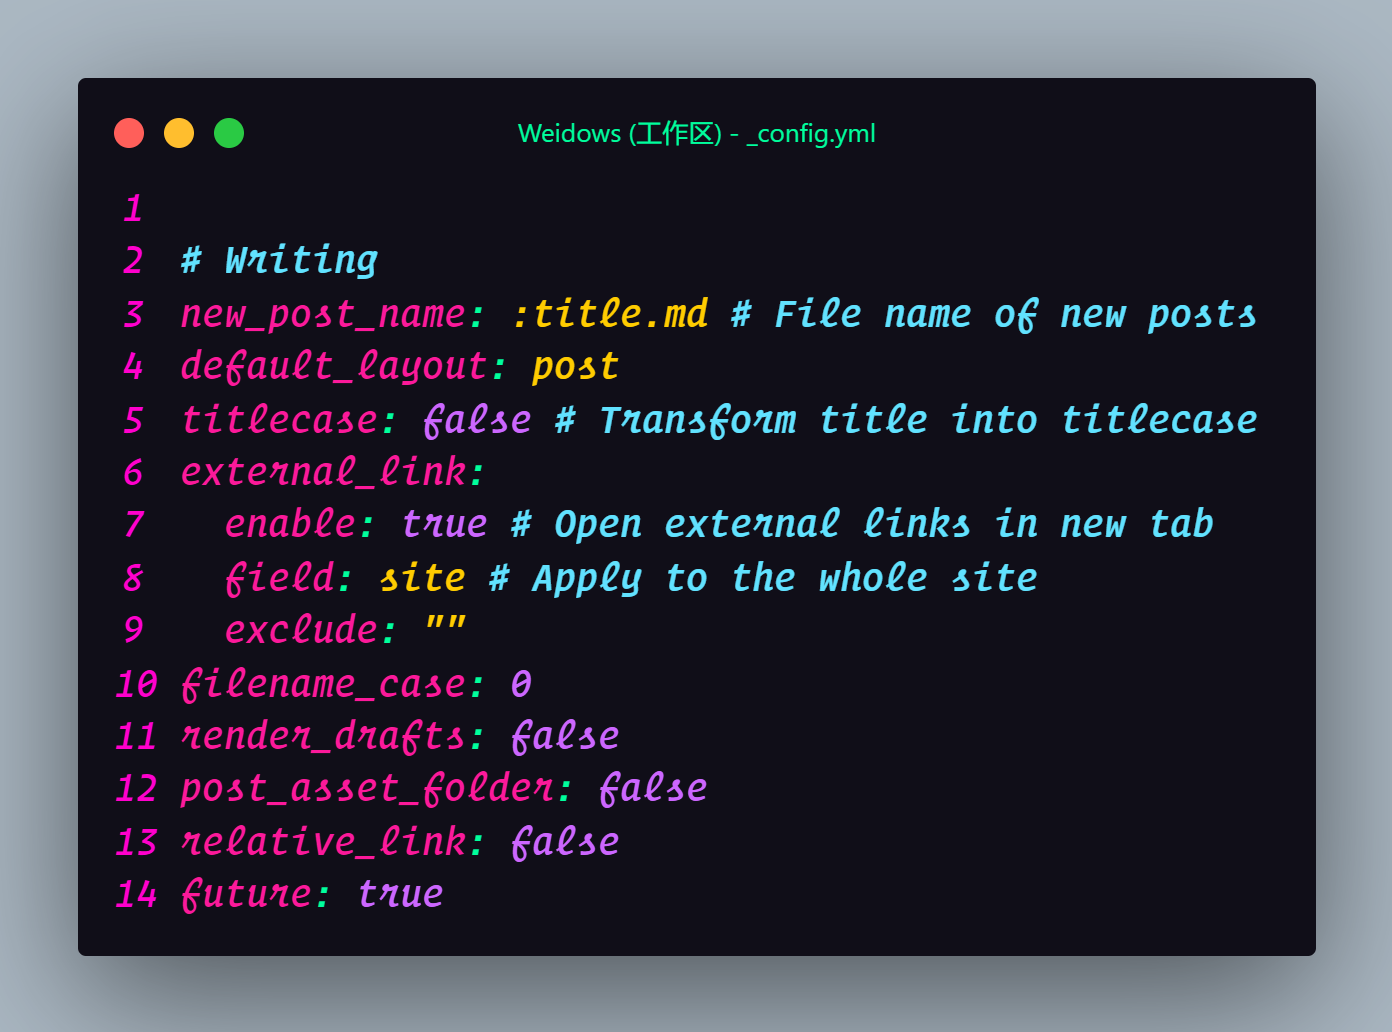 Weidows (工作区) - _config.yml
1
2 # Writing
3 new_post_name: :title.md # File name of new posts
4 default_layout: post
5 titlecase: false # Transform title into titlecase
6 external_link:
7   enable: true # Open external links in new tab
8   field: site # Apply to the whole site
9   exclude: ""
10 filename_case: 0
11 render_drafts: false
12 post_asset_folder: false
13 relative_link: false
14 future: true